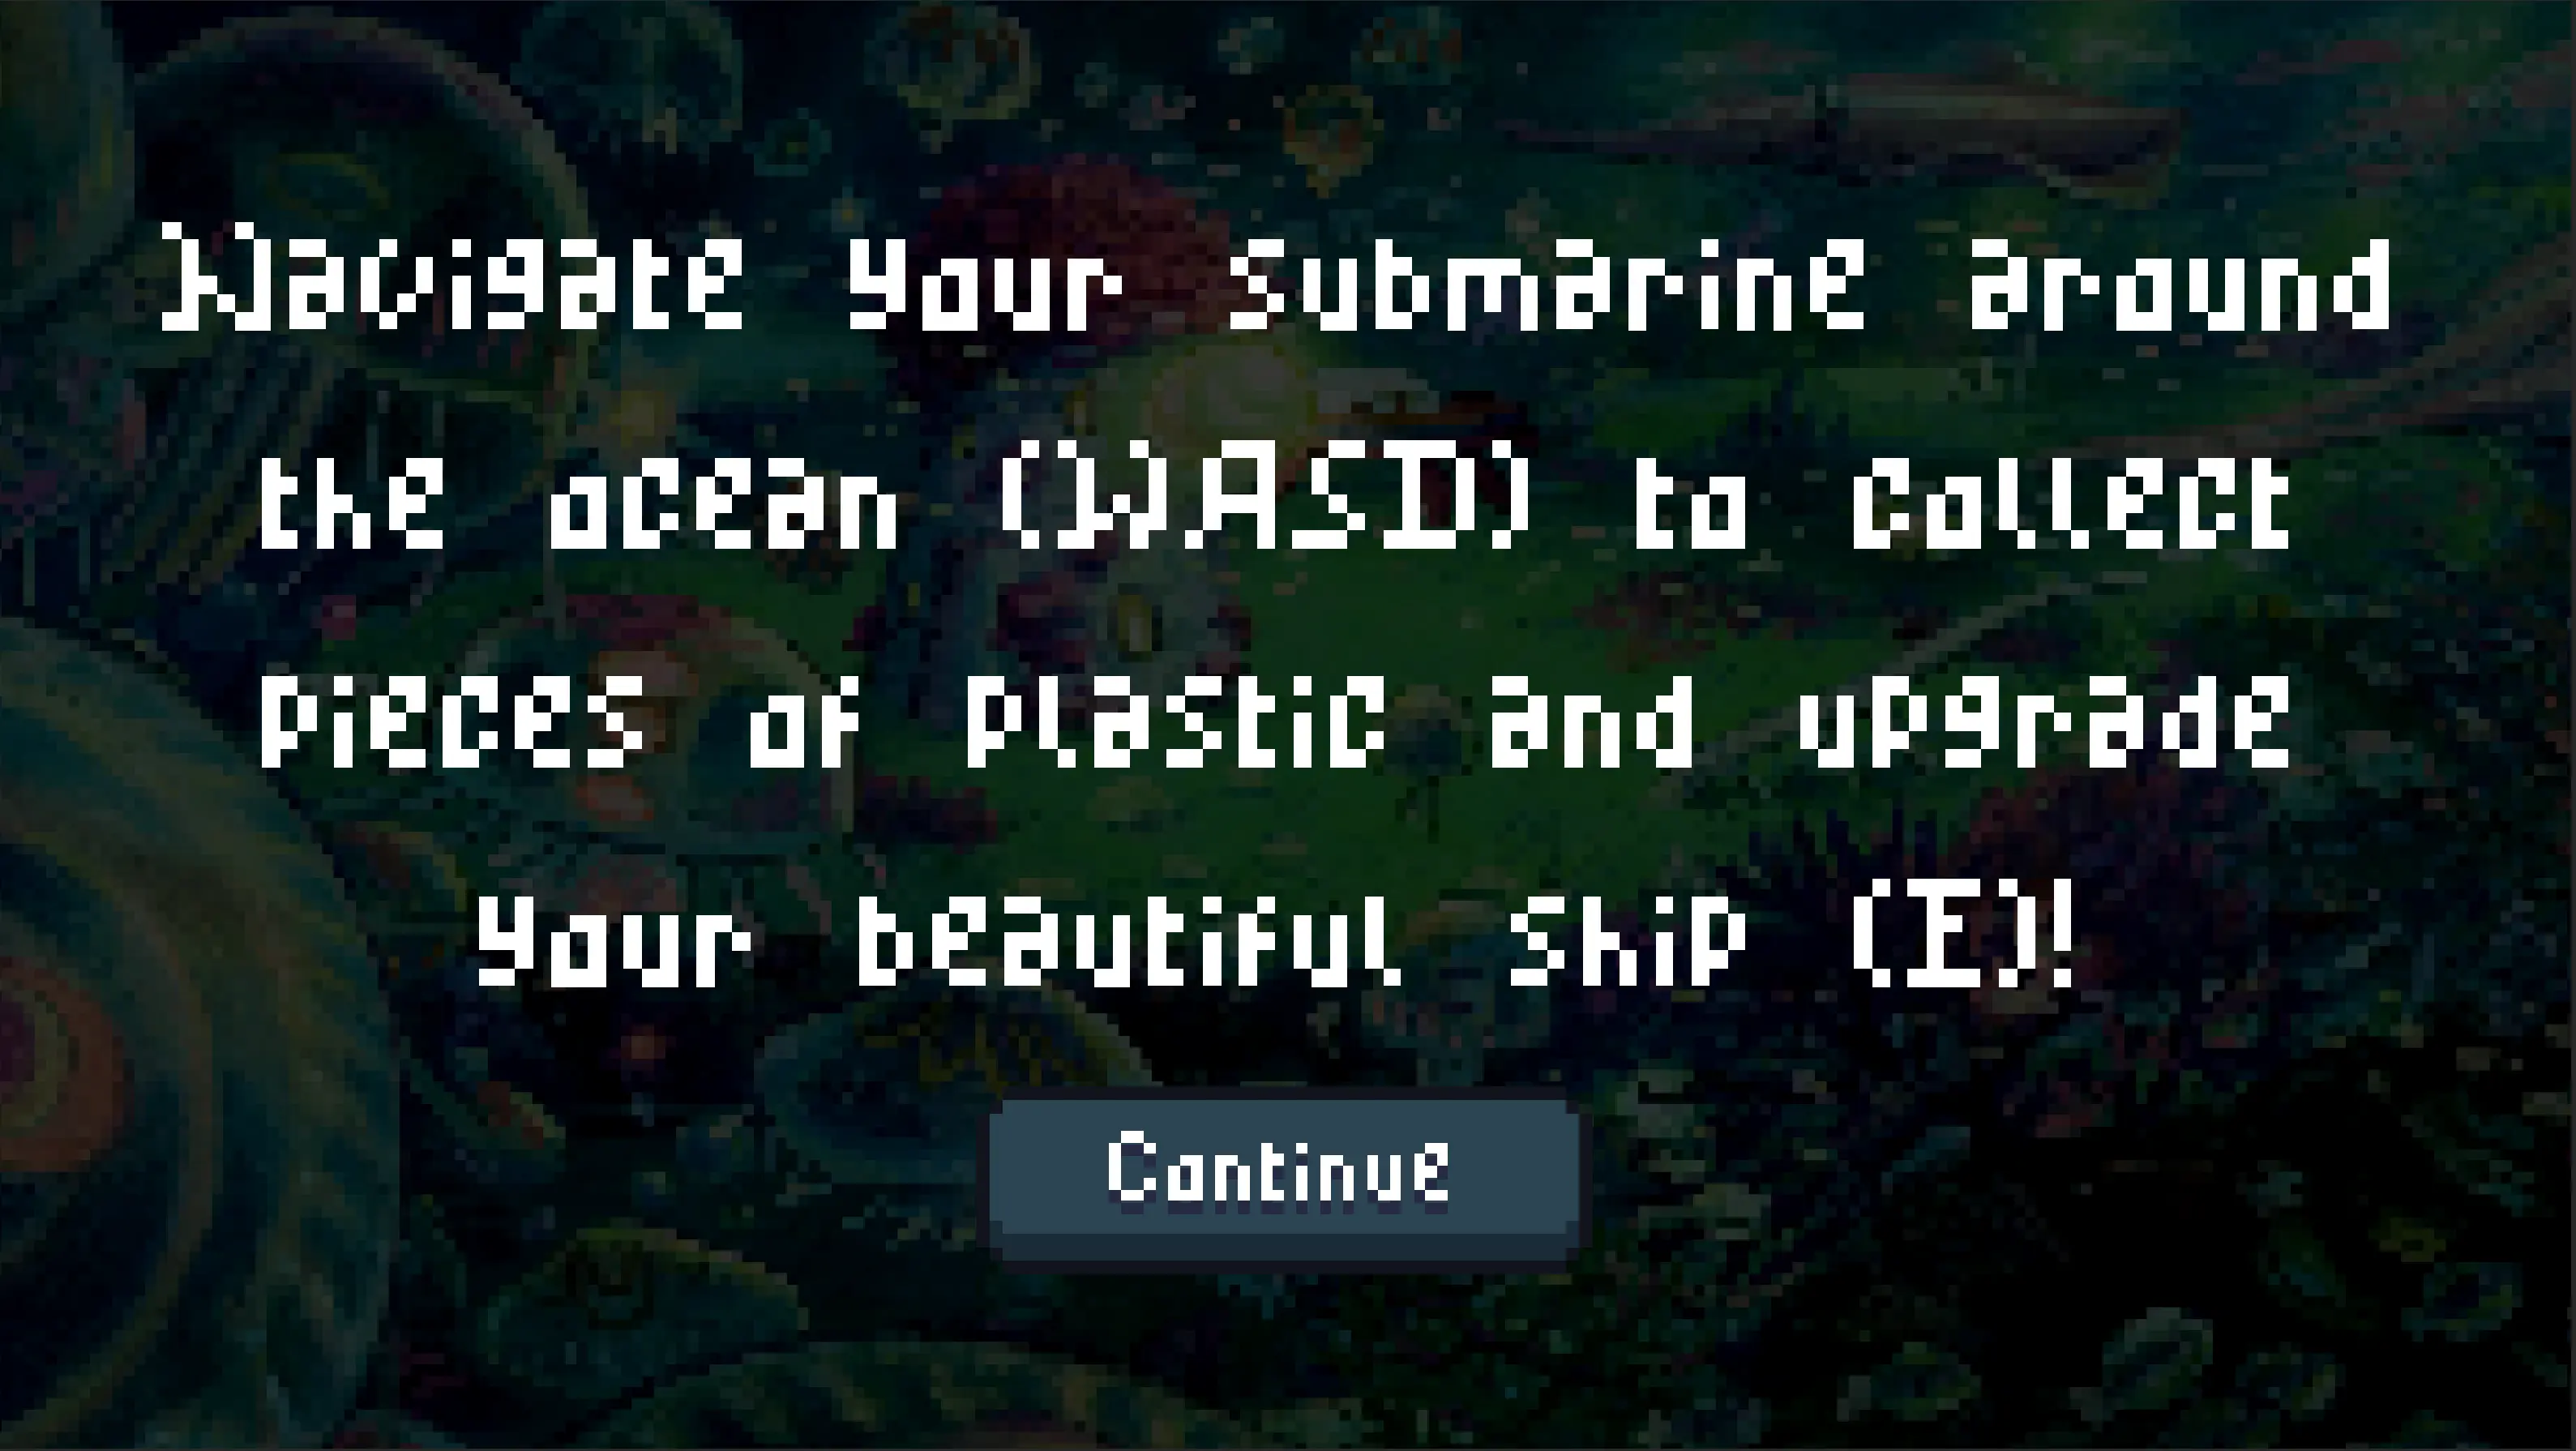 Navigate your submarine around
the ocean (WASD) to collect
pieces of plastic and upgrade
your beautiful ship (E)!
Continue